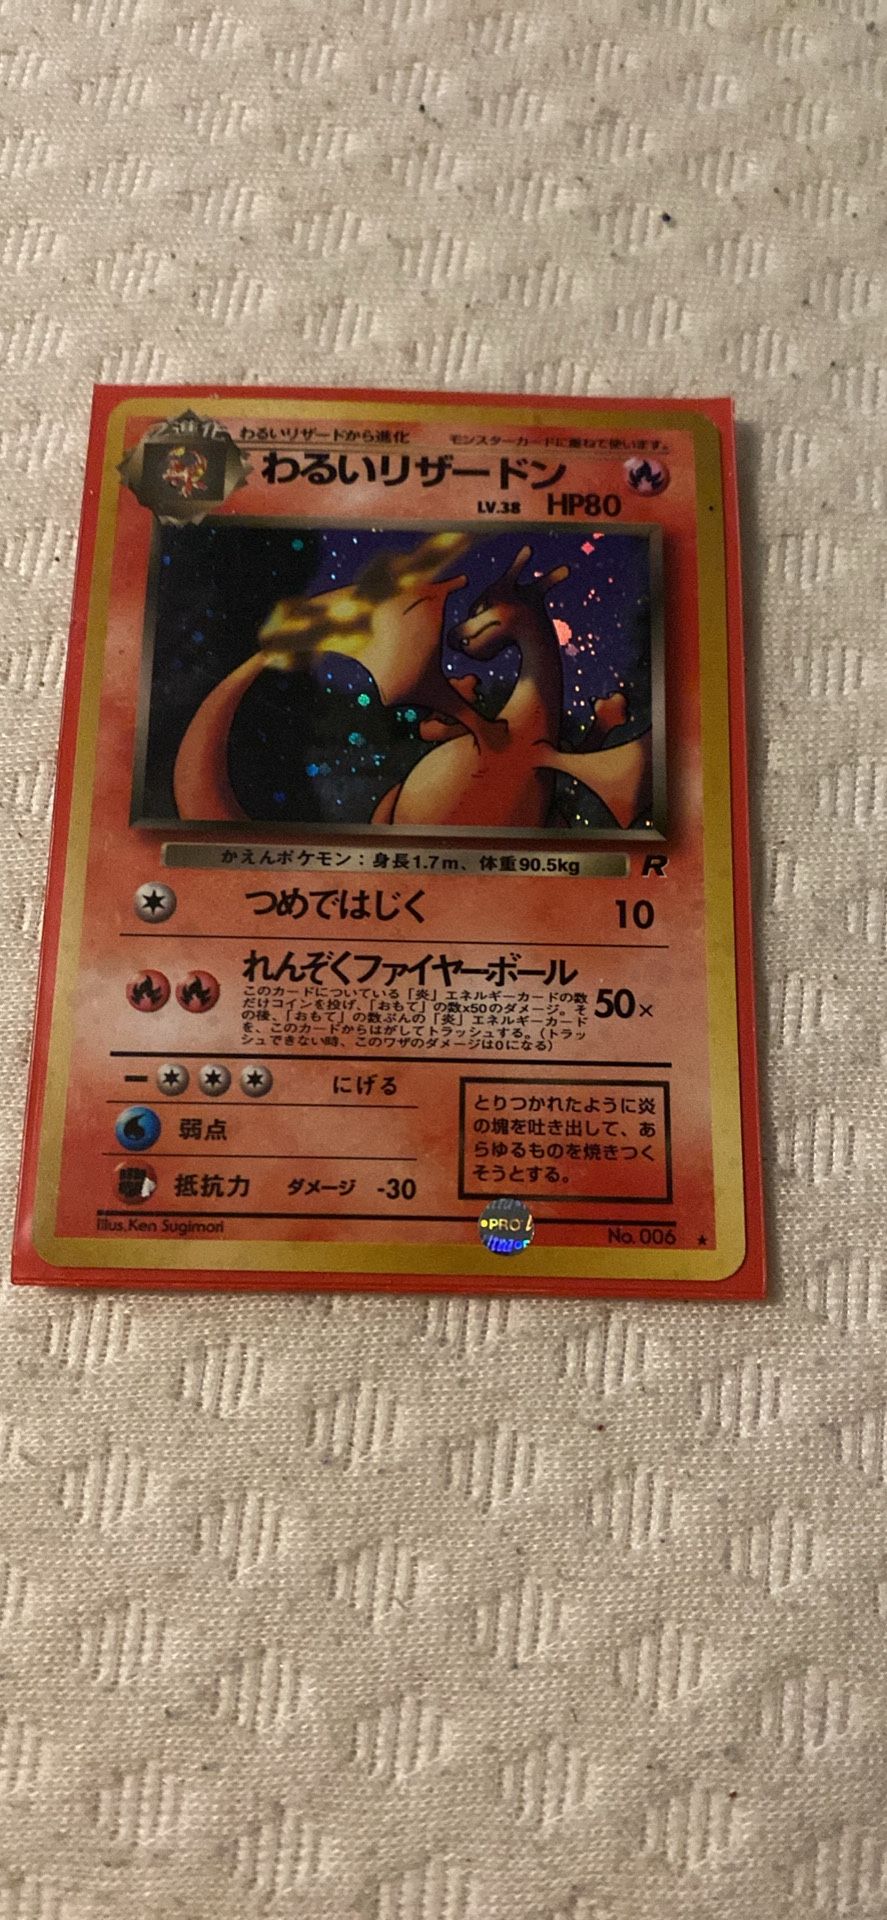 2進化
わるいリザードから進化 モンスターカードに重ねて使います。
わるいリザードン
LV.38 HP80
かえんポケモン：身長1.7m、体重90.5kg
R
つめではじく 10
れんぞくファイヤーボール
このカードについている「炎」エネルギーカードの数
だけコインを投げ、「おもて」の数x50のダメージ。そ
の後、「おもて」の数ぶんの「炎」エネルギーカード
を、このカードからはがしてトラッシュする。（トラッ
シュできない時、このワザのダメージは0になる）
50×
− にげる
弱点
抵抗力 ダメージ -30
とりつかれたように炎
の塊を吐き出して、あ
らゆるものを焼きつく
そうとする。
Illus.Ken Sugimori
PRO
No. 006 ★